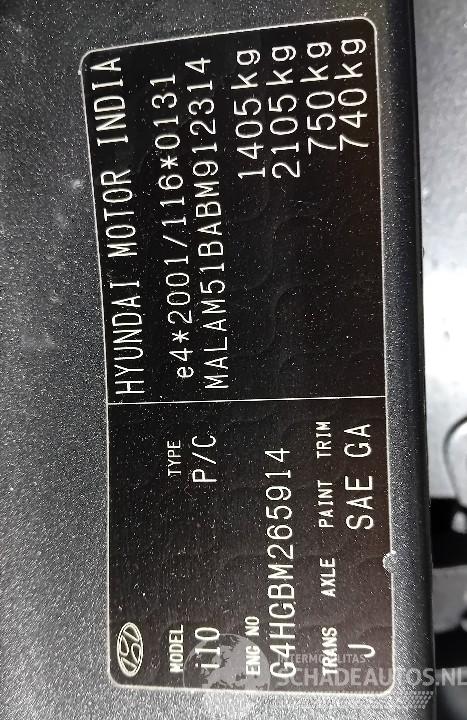 HYUNDAI MOTOR INDIA
e4*2001/116*0131
MALAM51BABM912314
1405kg
2105kg
750kg
740kg
MODEL TYPE
i10 P/C
ENG NO
G4HGBM265914
TRANS AXLE PAINT TRIM
J SAE GA
INTERMOBILITAS
SCHADEAUTOS.NL